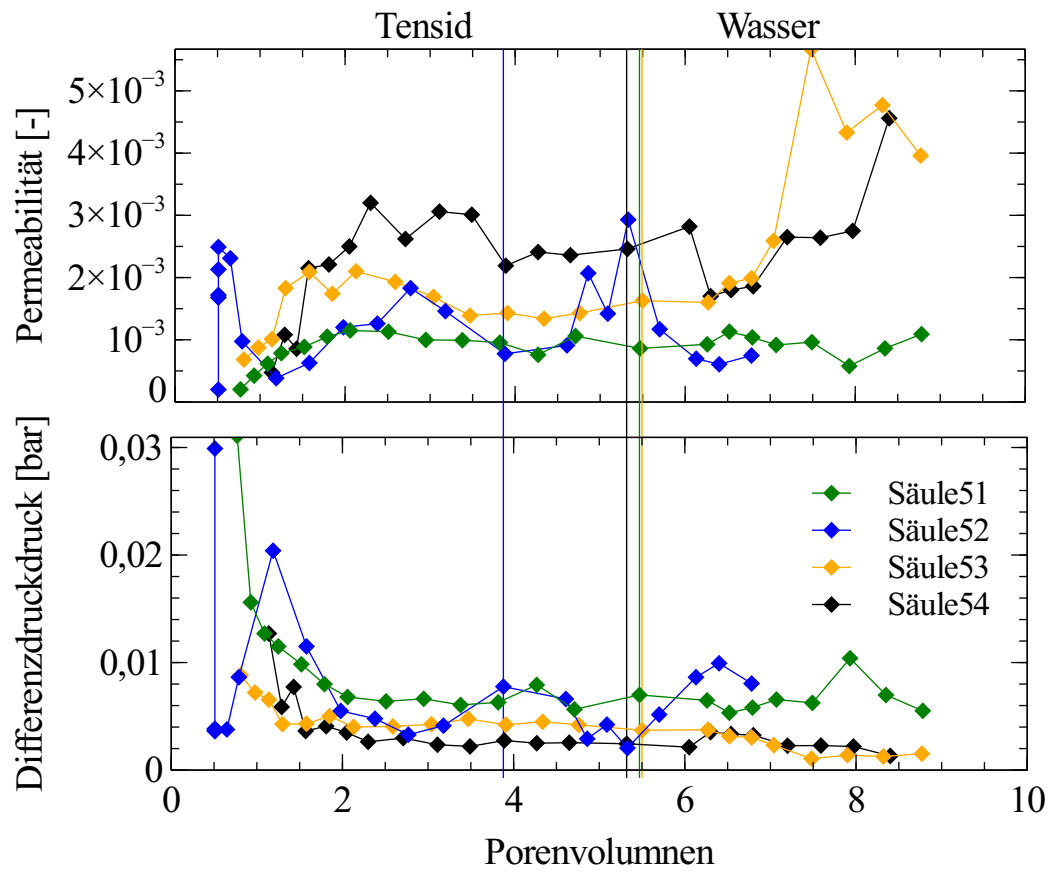 Tensid Wasser
Permeabilität [-]
5×10⁻³
4×10⁻³
3×10⁻³
2×10⁻³
10⁻³
0
Differenzdruckdruck [bar]
0,03
0,02
0,01
0
Säule51
Säule52
Säule53
Säule54
0 2 4 6 8 10
Porenvolumnen